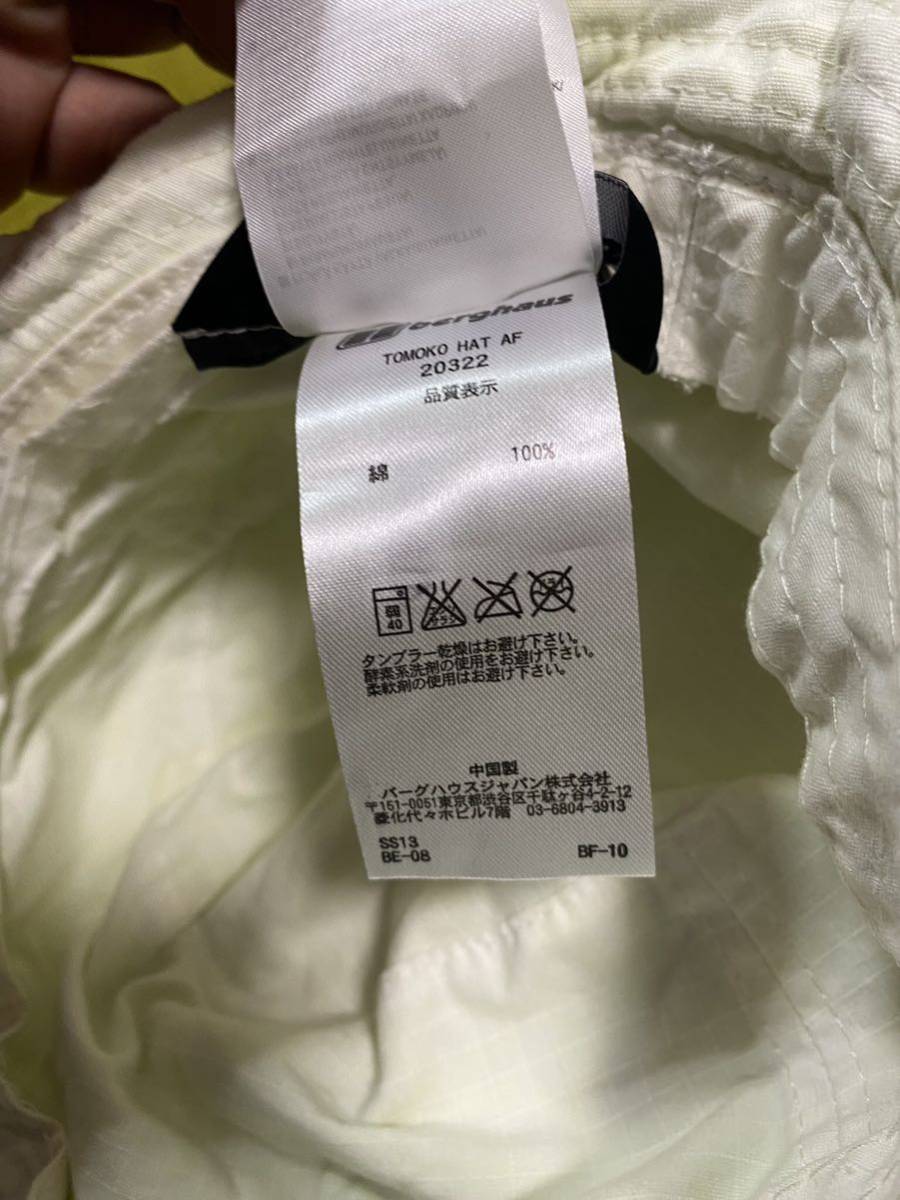 berghaus
TOMOKO HAT AF
20322
品質表示
綿 100%
40
タンブラー乾燥はお避け下さい。
酵素系洗剤の使用をお避け下さい。
柔軟剤の使用はお避け下さい。
中国製
バーグハウスジャパン株式会社
〒151-0051東京都渋谷区千駄ヶ谷4-2-12
菱化代々木ビル7階 03-6804-3913
SS13
BE-08 BF-10